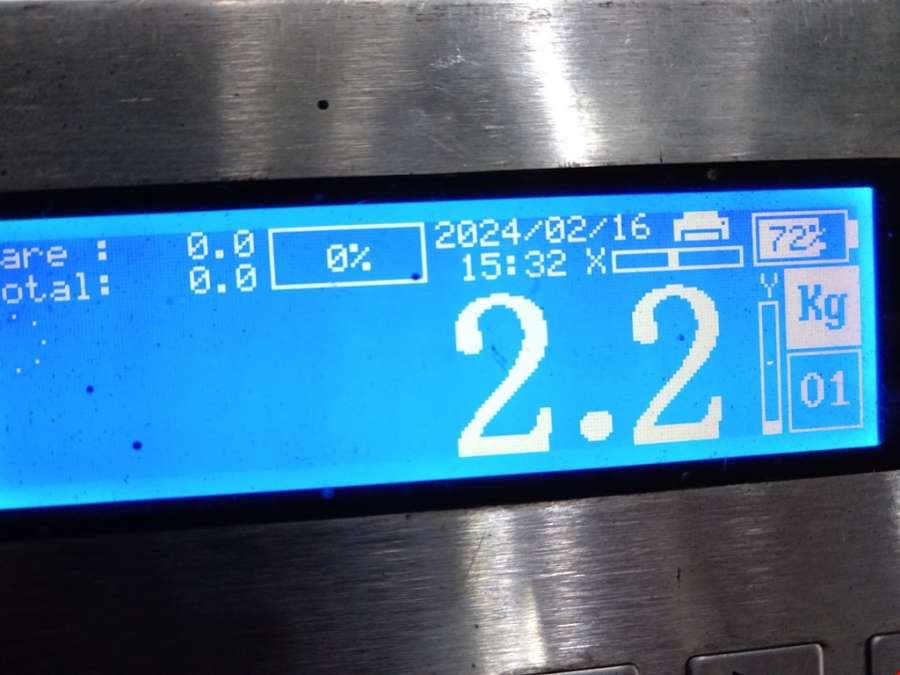 are : 0.0 0% 2024/02/16 72%
otal: 0.0 15:32 X
Y Kg
2.2
01